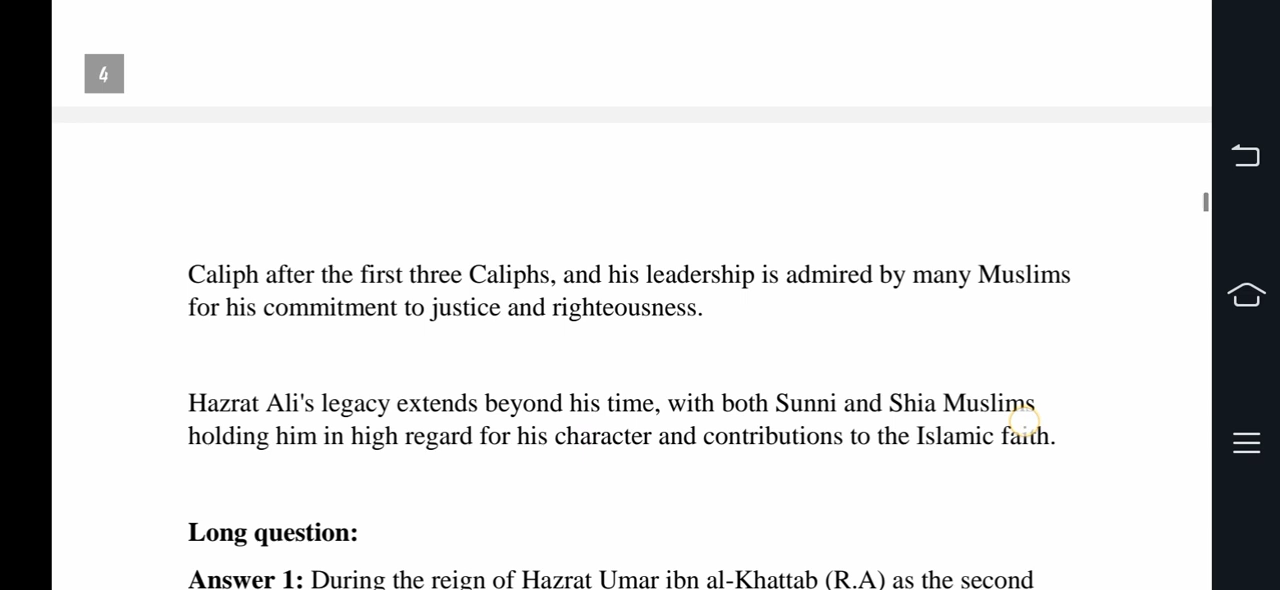 4
Caliph after the first three Caliphs, and his leadership is admired by many Muslims
for his commitment to justice and righteousness.
Hazrat Ali's legacy extends beyond his time, with both Sunni and Shia Muslims
holding him in high regard for his character and contributions to the Islamic faith.
Long question:
Answer 1: During the reign of Hazrat Umar ibn al-Khattab (R.A) as the second